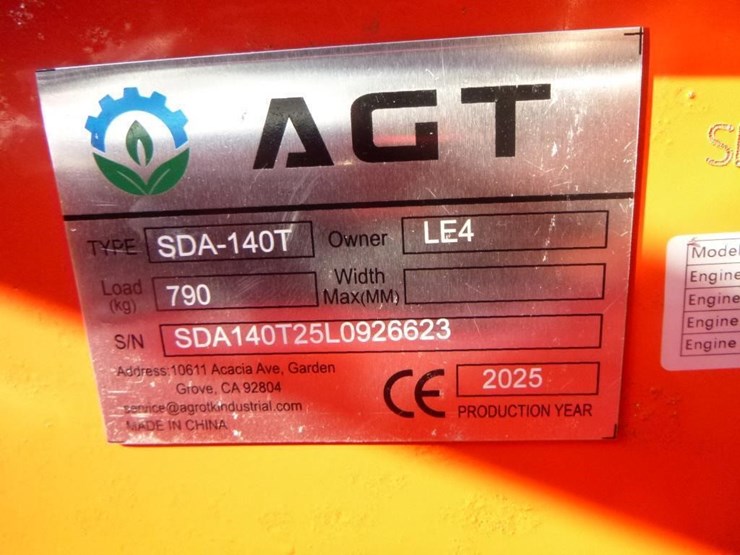 AGT
TYPE SDA-140T Owner LE4
Load (kg) 790 Width Max(MM)
S/N SDA140T25L0926623
Address:10611 Acacia Ave, Garden
Grove, CA 92804
service@agrotkindustrial.com
MADE IN CHINA
CE 2025
PRODUCTION YEAR
Model
Engine
Engine
Engine
Engine